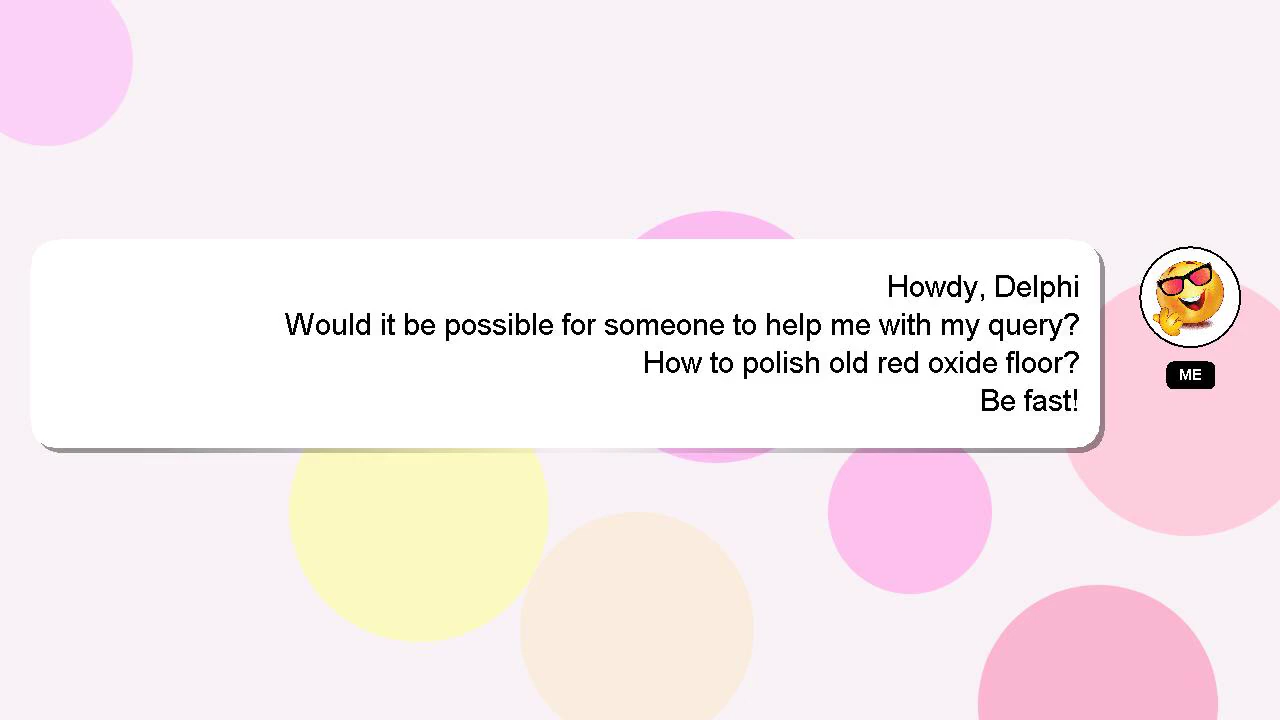 Howdy, Delphi
Would it be possible for someone to help me with my query?
How to polish old red oxide floor?
Be fast!
ME